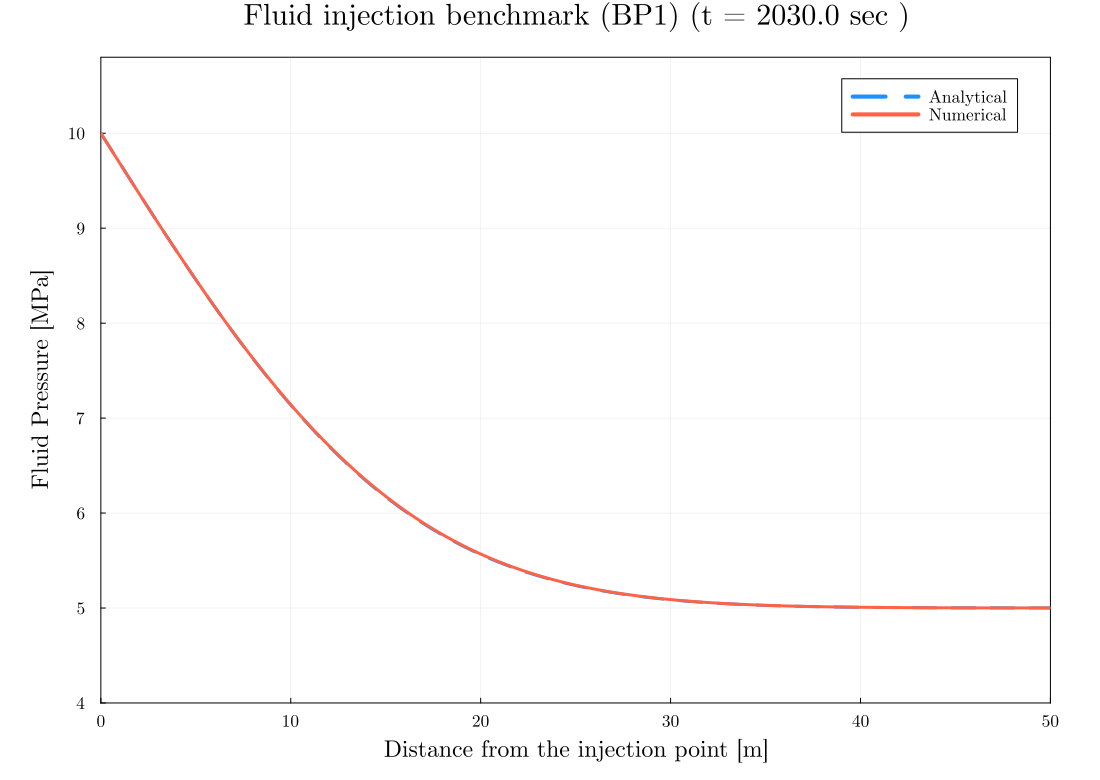 Fluid injection benchmark (BP1) (t = 2030.0 sec )
Analytical
Numerical
Fluid Pressure [MPa]
10
9
8
7
6
5
4
0 10 20 30 40 50
Distance from the injection point [m]